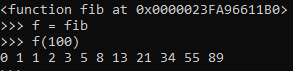 <function fib at 0x0000023FA96611B0>
>>> f = fib
>>> f(100)
0 1 1 2 3 5 8 13 21 34 55 89